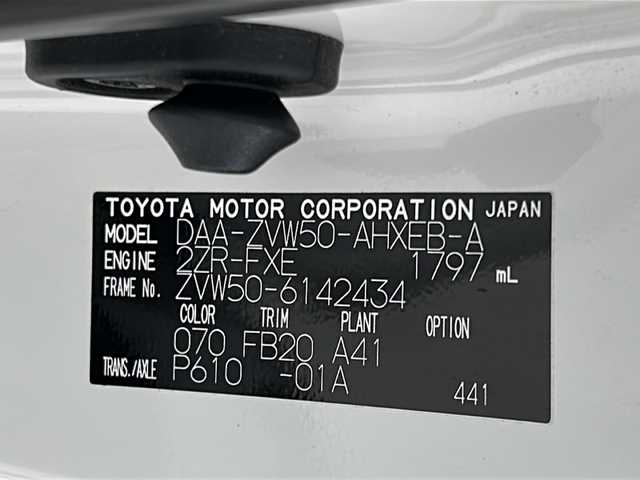 TOYOTA MOTOR CORPORATION JAPAN
MODEL DAA-ZVW50-AHXEB-A
ENGINE 2ZR-FXE 1797 mL
FRAME No. ZVW50-6142434
COLOR TRIM PLANT OPTION
070 FB20 A41
TRANS./AXLE P610 -01A
441